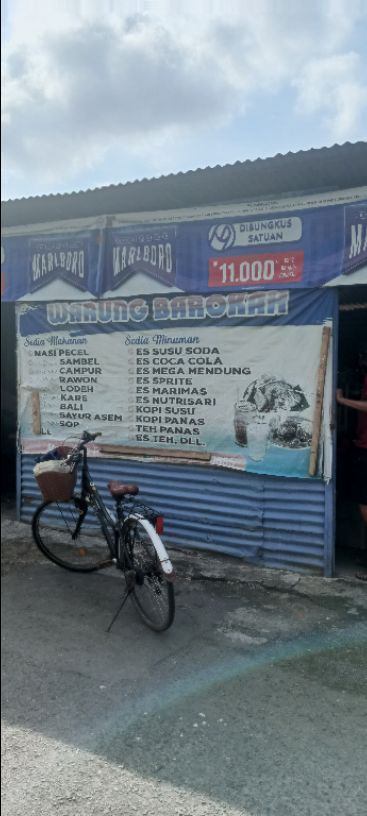 DIBUNGKUS
SATUAN
MARLBORO
MARLBORO
11.000
WARUNG BAROKAH
Sedia Makanan
NASI PECEL
SAMBEL
CAMPUR
RAWON
LODEH
KARE
BALI
SAYUR ASEM
SOP
Sedia Minuman
ES SUSU SODA
ES COCA COLA
ES MEGA MENDUNG
ES SPRITE
ES MARIMAS
ES NUTRISARI
KOPI SUSU
KOPI PANAS
TEH PANAS
ES TEH, DLL.